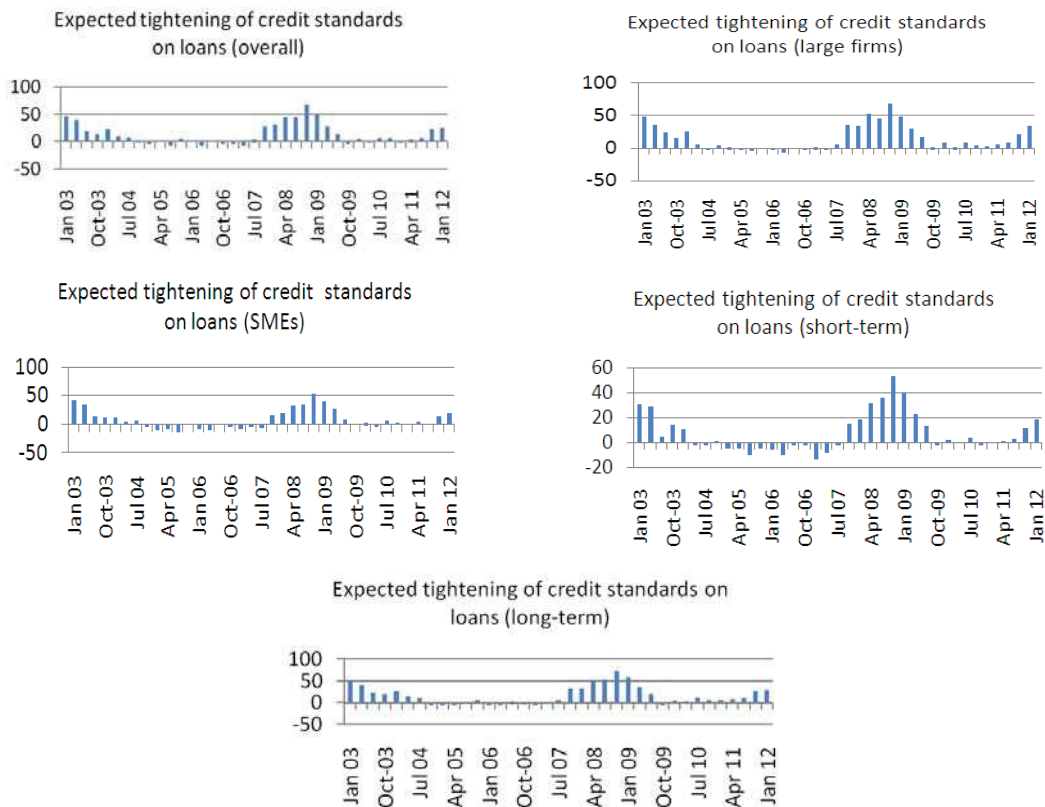 Expected tightening of credit standards
on loans (overall)
100
50
0
-50
Jan 03
Oct-03
Jul 04
Apr 05
Jan 06
Oct-06
Jul 07
Apr 08
Jan 09
Oct-09
Jul 10
Apr 11
Jan 12
Expected tightening of credit standards
on loans (large firms)
100
50
0
-50
Jan 03
Oct-03
Jul 04
Apr 05
Jan 06
Oct-06
Jul 07
Apr 08
Jan 09
Oct-09
Jul 10
Apr 11
Jan 12
Expected tightening of credit standards
on loans (SMEs)
100
50
0
-50
Jan 03
Oct-03
Jul 04
Apr 05
Jan 06
Oct-06
Jul 07
Apr 08
Jan 09
Oct-09
Jul 10
Apr 11
Jan 12
Expected tightening of credit standards
on loans (short-term)
60
40
20
0
-20
Jan 03
Oct-03
Jul 04
Apr 05
Jan 06
Oct-06
Jul 07
Apr 08
Jan 09
Oct-09
Jul 10
Apr 11
Jan 12
Expected tightening of credit standards on
loans (long-term)
100
50
0
-50
Jan 03
Oct-03
Jul 04
Apr 05
Jan 06
Oct-06
Jul 07
Apr 08
Jan 09
Oct-09
Jul 10
Apr 11
Jan 12